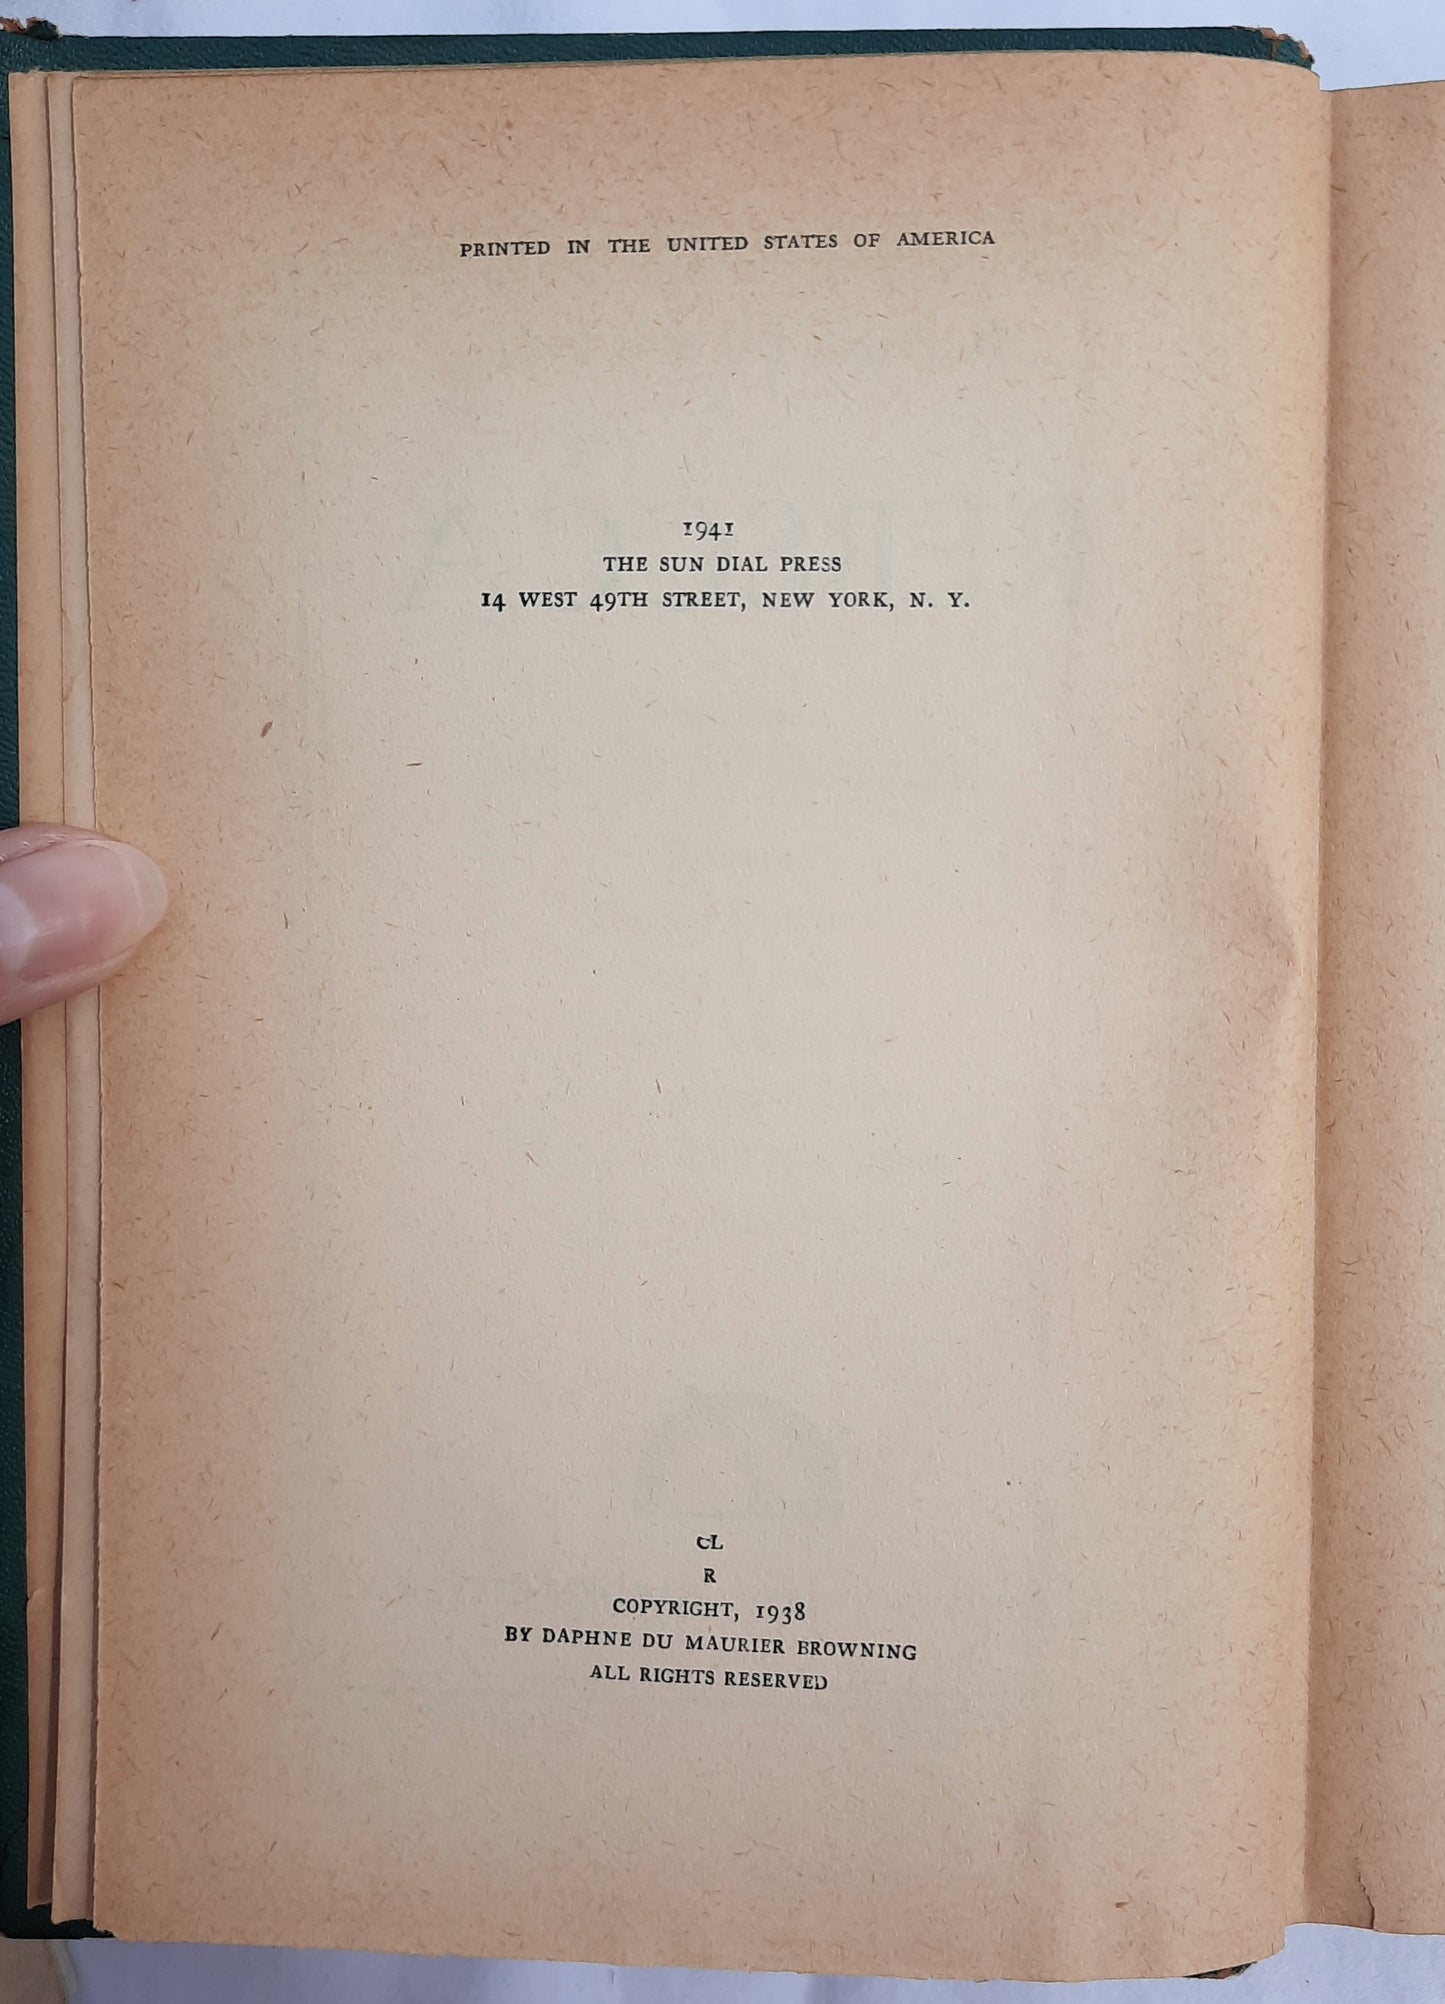 PRINTED IN THE UNITED STATES OF AMERICA
1941
THE SUN DIAL PRESS
14 WEST 49TH STREET, NEW YORK, N. Y.
CL
R
COPYRIGHT, 1938
BY DAPHNE DU MAURIER BROWNING
ALL RIGHTS RESERVED